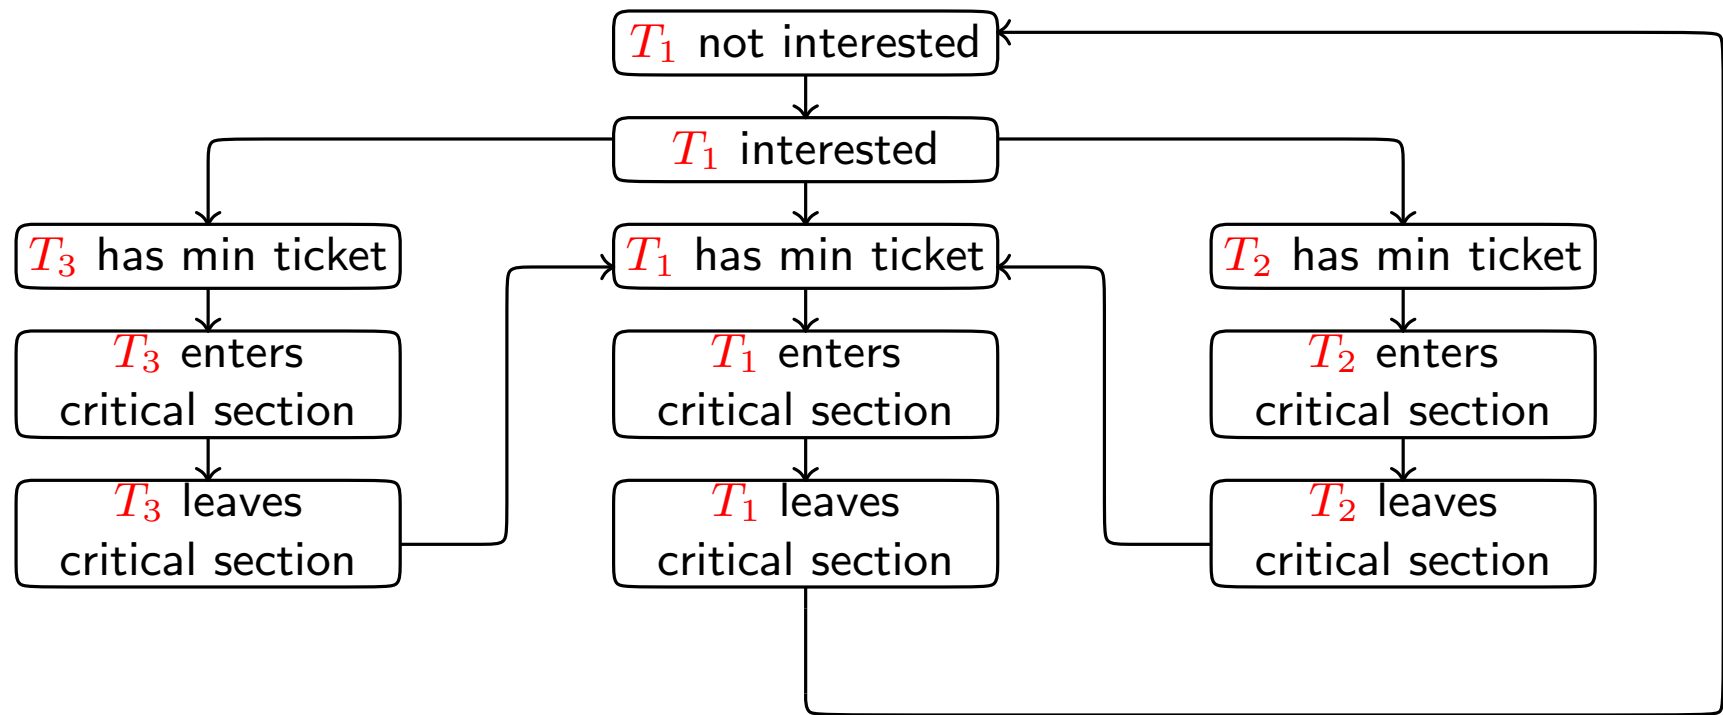 T₁ not interested
T₁ interested
T₃ has min ticket
T₁ has min ticket
T₂ has min ticket
T₃ enters
critical section
T₁ enters
critical section
T₂ enters
critical section
T₃ leaves
critical section
T₁ leaves
critical section
T₂ leaves
critical section